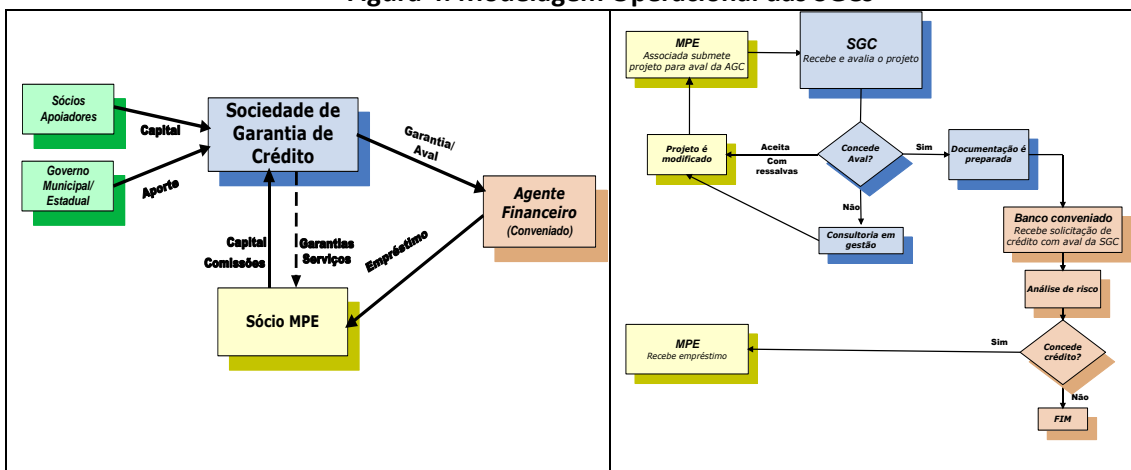 Figura 4. Modelagem Operacional das SGCs
Sócios
Apoiadores
Capital
Governo
Municipal/
Estadual
Aporte
Sociedade de
Garantia de
Crédito
Garantia/
Aval
Agente
Financeiro
(Conveniado)
Capital
Comissões
Garantias
Serviços
Empréstimo
Sócio MPE
MPE
Associada submete
projeto para aval da AGC
SGC
Recebe e avalia o projeto
Projeto é
modificado
Aceita
Com
ressalvas
Concede
Aval?
Sim
Documentação é
preparada
Não
Consultoria em
gestão
Banco conveniado
Recebe solicitação de
crédito com aval da SGC
Análise de risco
Concede
crédito?
Sim
MPE
Recebe empréstimo
Não
FIM